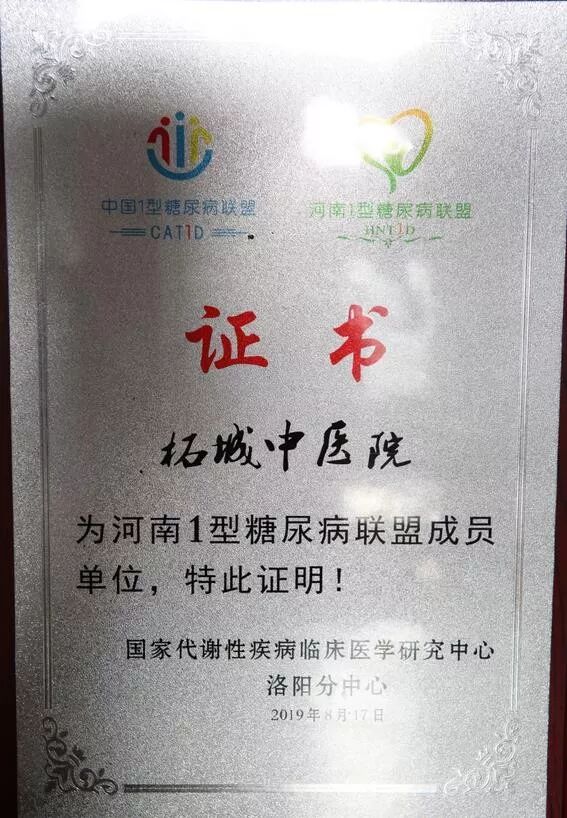 中国1型糖尿病联盟
CAT1D
河南1型糖尿病联盟
HNT1D
证书
柘城中医院
为河南1型糖尿病联盟成员
单位，特此证明！
国家代谢性疾病临床医学研究中心
洛阳分中心
2019年8月17日